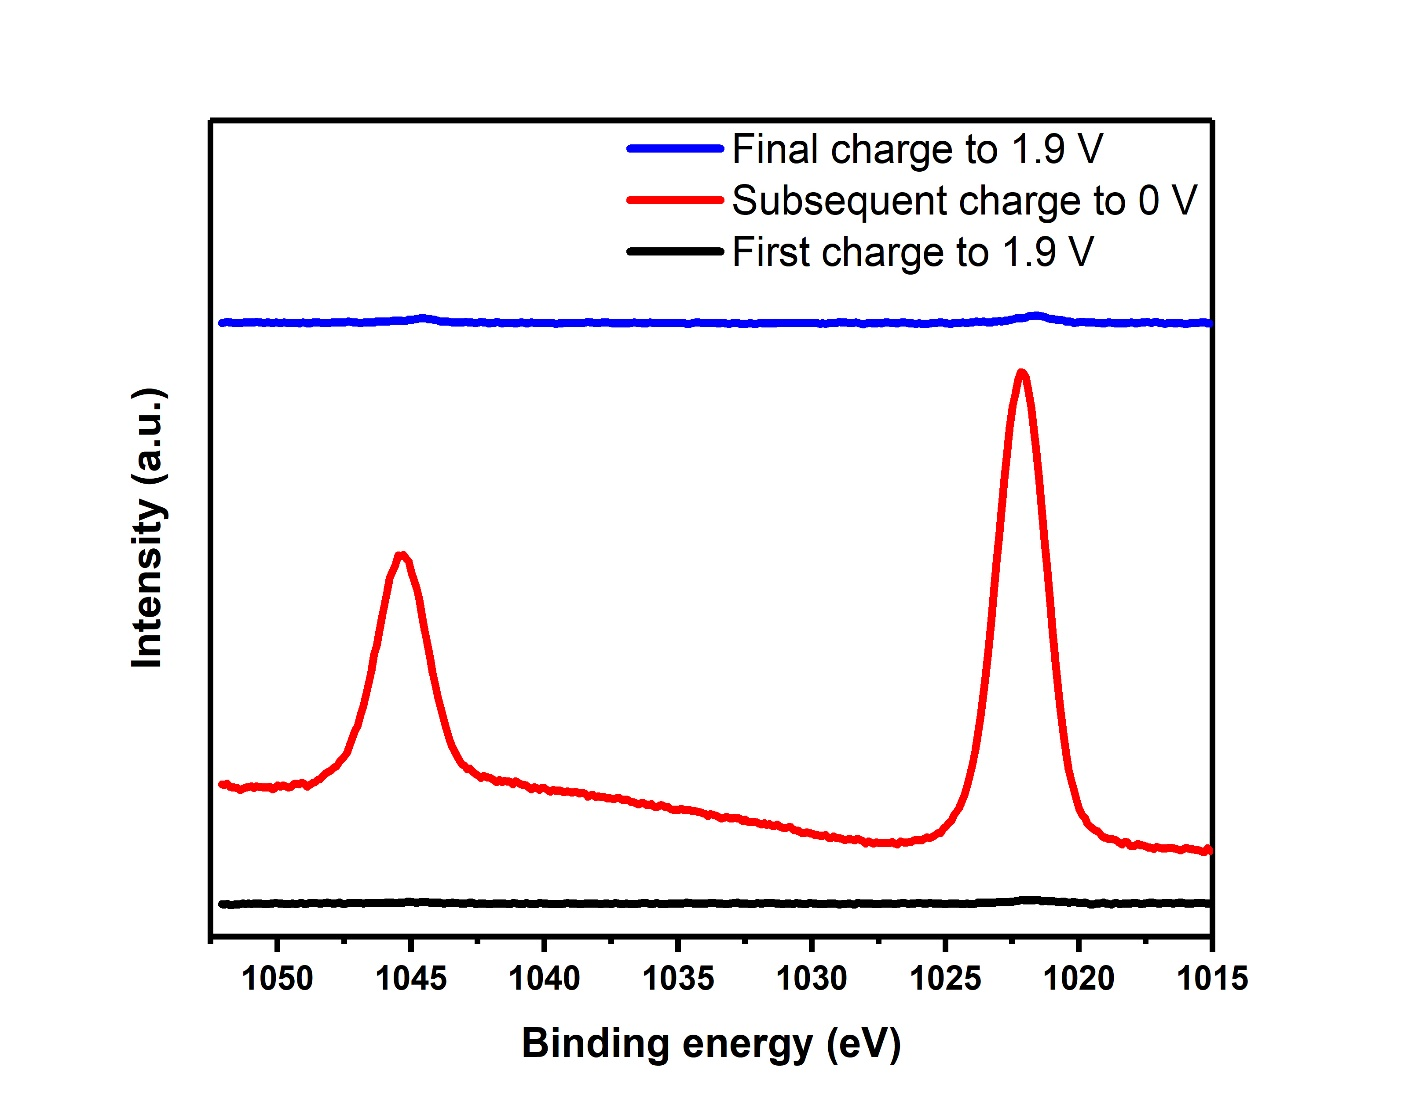 Final charge to 1.9 V
Subsequent charge to 0 V
First charge to 1.9 V
Intensity (a.u.)
1050 1045 1040 1035 1030 1025 1020 1015
Binding energy (eV)